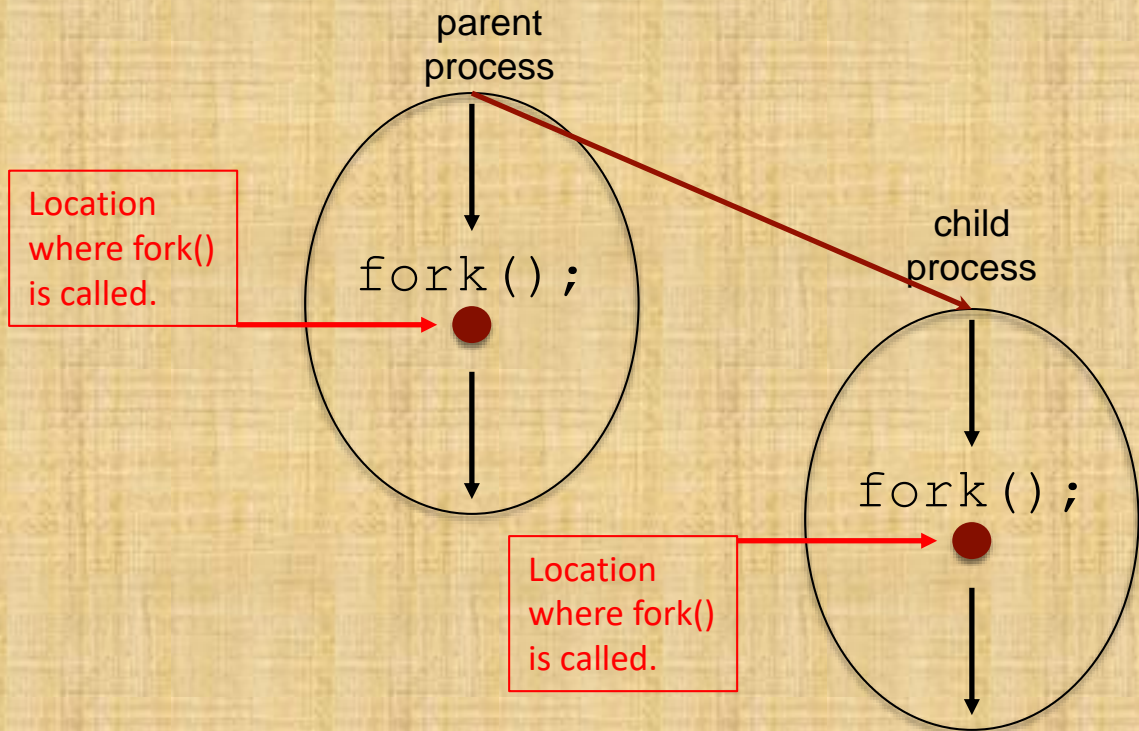 parent
process
Location
where fork()
is called.
fork();
child
process
fork();
Location
where fork()
is called.